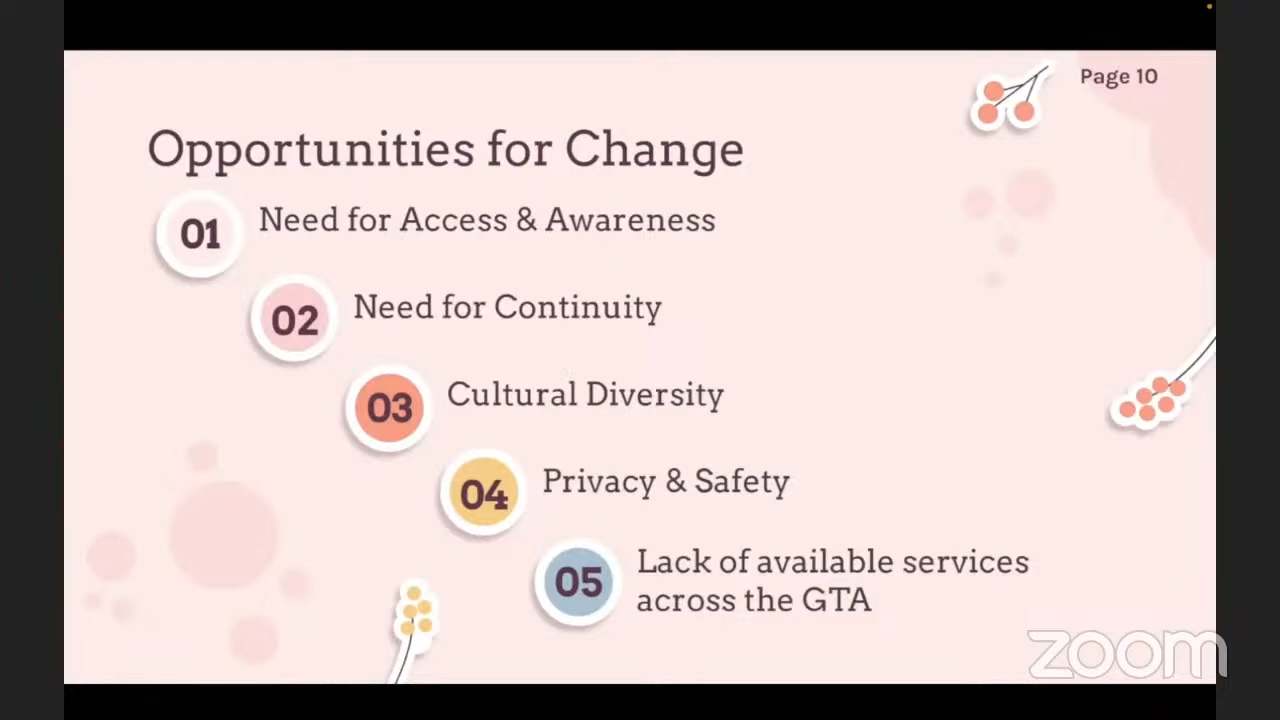 Page 10
Opportunities for Change
01 Need for Access & Awareness
02 Need for Continuity
03 Cultural Diversity
04 Privacy & Safety
05 Lack of available services
across the GTA
zoom